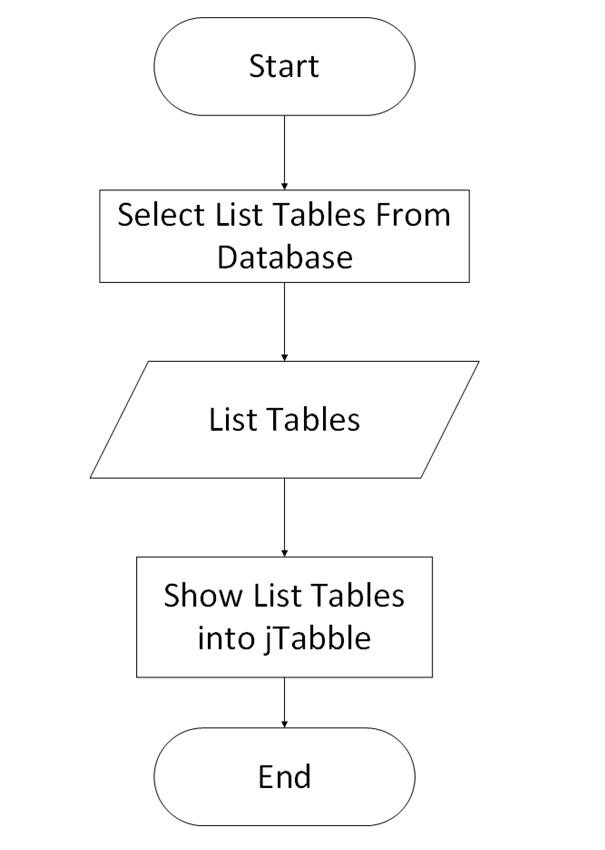 Start
Select List Tables From
Database
List Tables
Show List Tables
into jTabble
End